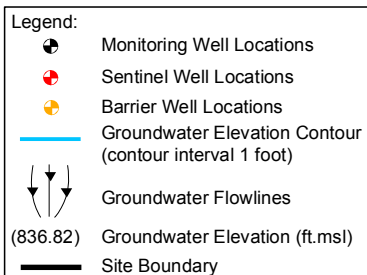 Legend:
Monitoring Well Locations
Sentinel Well Locations
Barrier Well Locations
Groundwater Elevation Contour
(contour interval 1 foot)
Groundwater Flowlines
(836.82) Groundwater Elevation (ft.msl)
Site Boundary